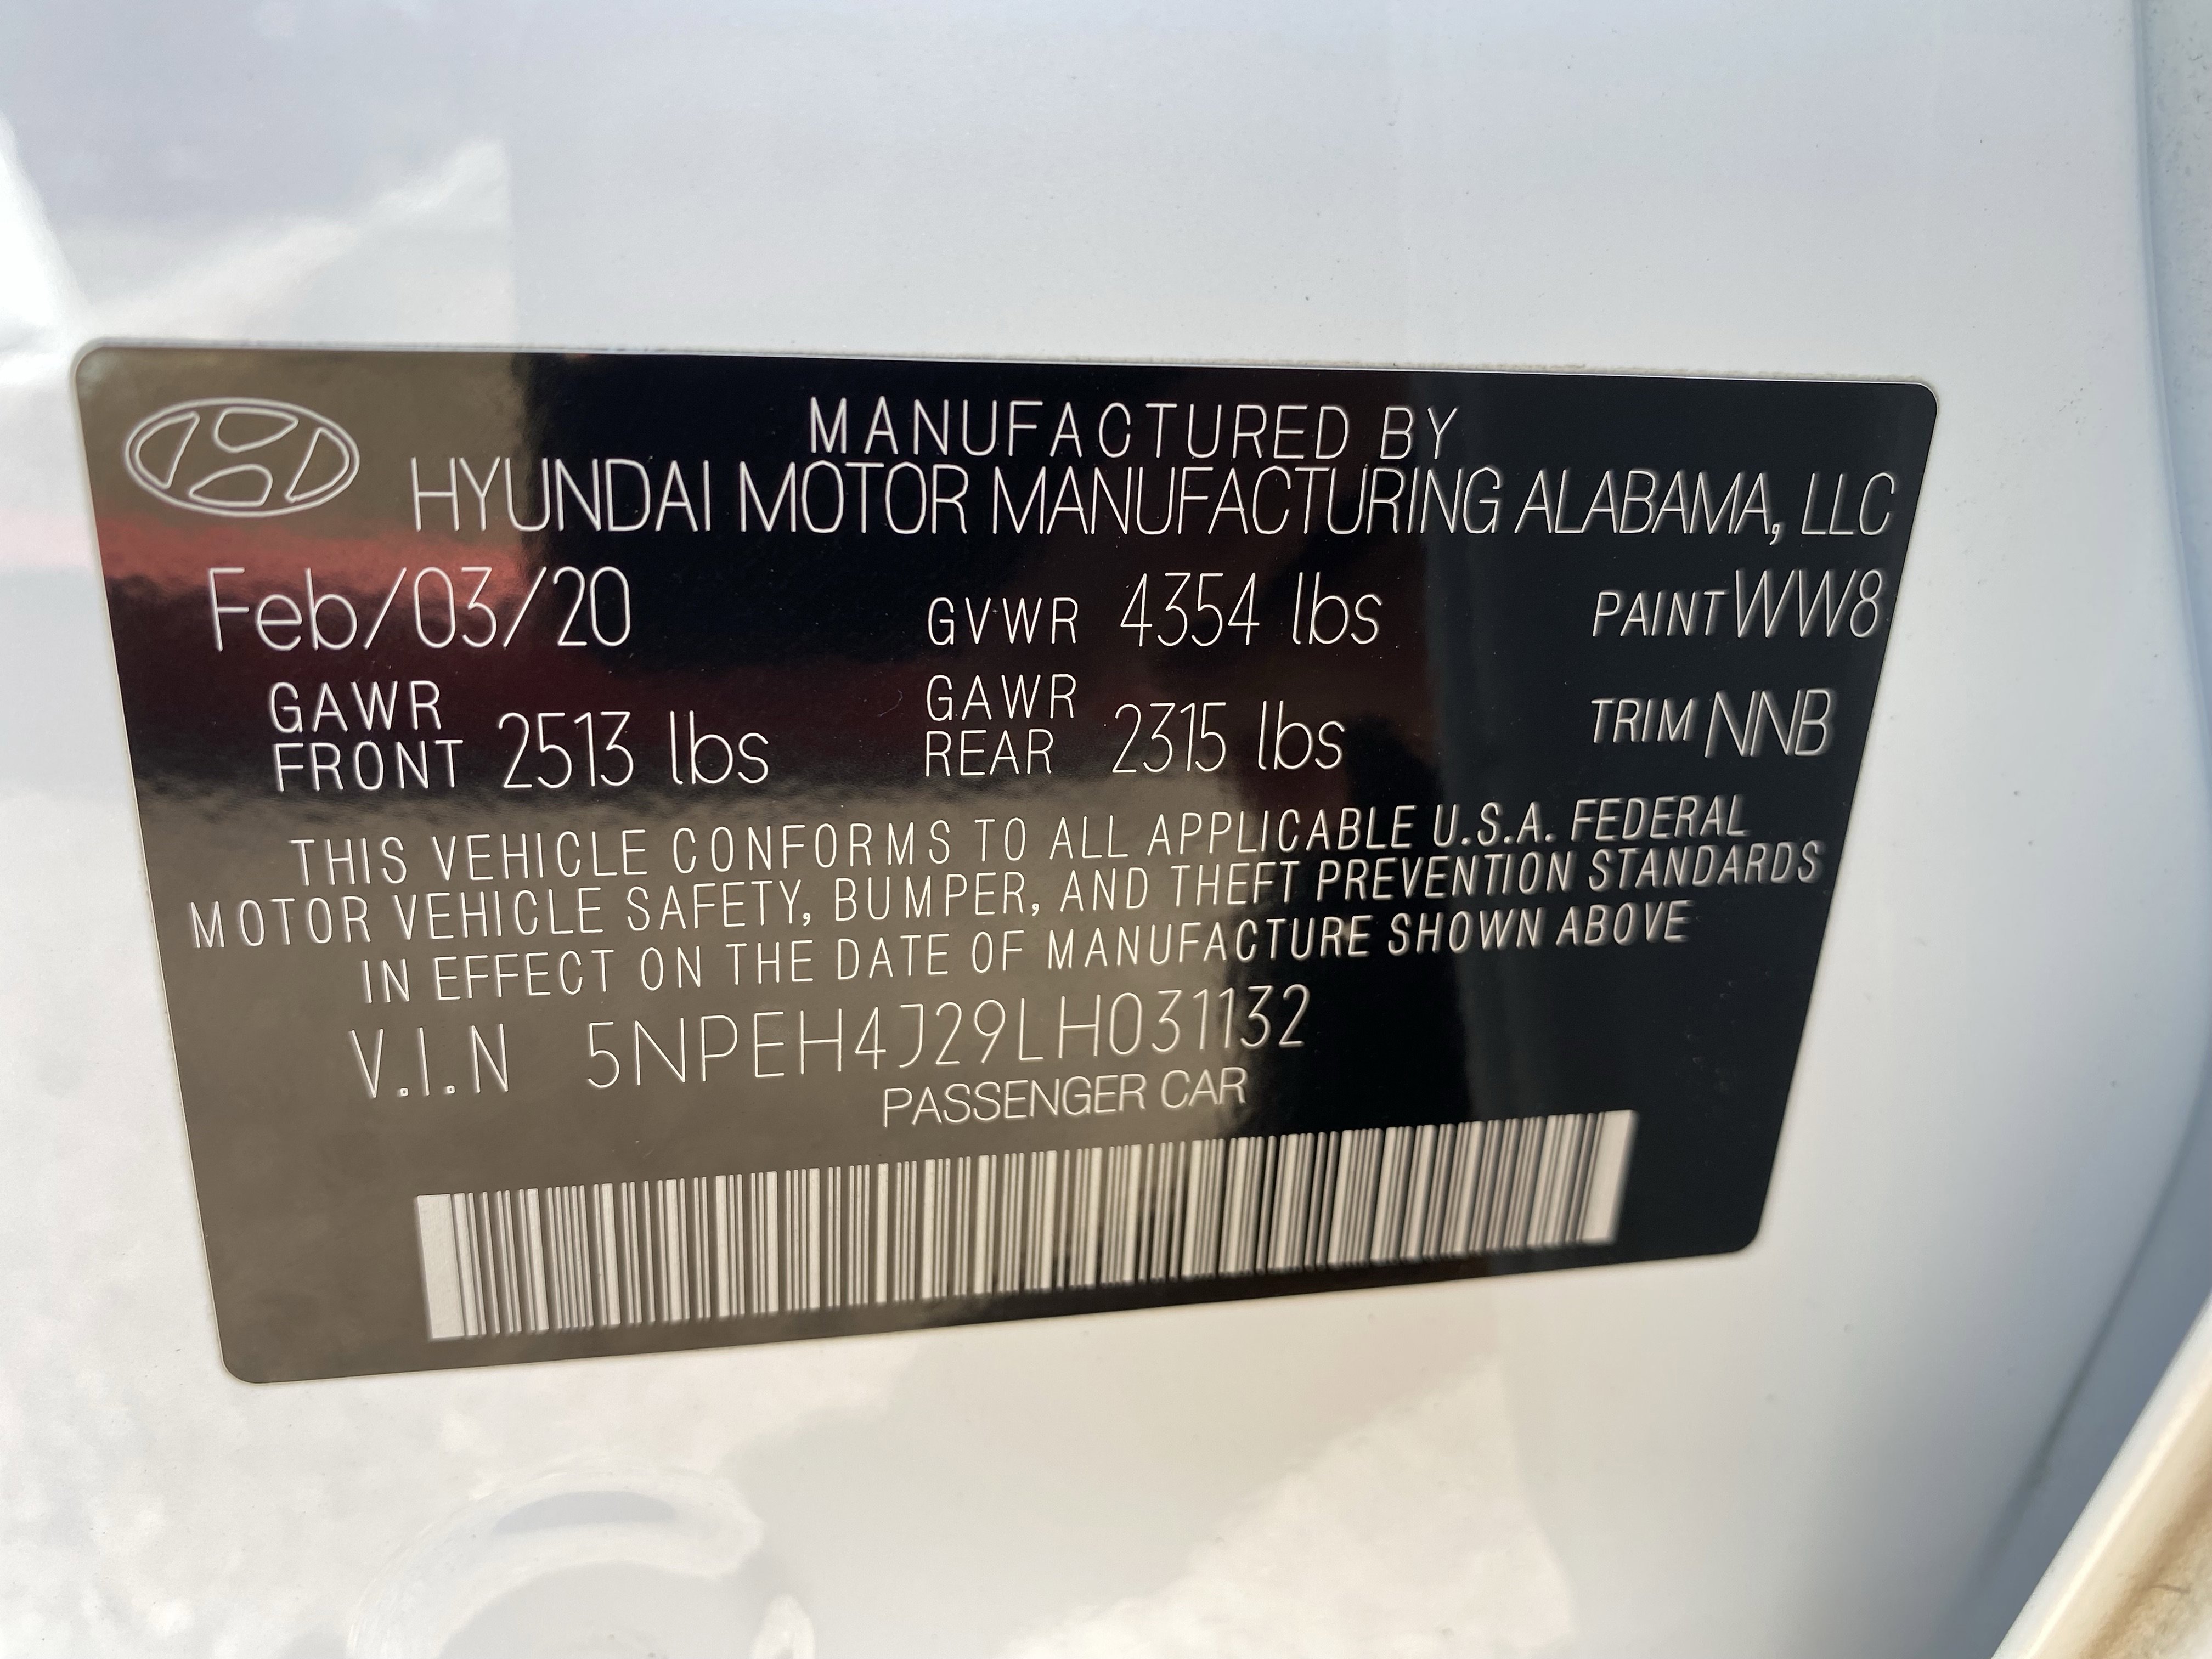 MANUFACTURED BY
HYUNDAI MOTOR MANUFACTURING ALABAMA, LLC
Feb/03/20 GVWR 4354 lbs PAINT WW8
GAWR FRONT 2513 lbs GAWR REAR 2315 lbs TRIM NNB
THIS VEHICLE CONFORMS TO ALL APPLICABLE U.S.A. FEDERAL
MOTOR VEHICLE SAFETY, BUMPER, AND THEFT PREVENTION STANDARDS
IN EFFECT ON THE DATE OF MANUFACTURE SHOWN ABOVE
V.I.N 5NPEH4J29LH031132
PASSENGER CAR